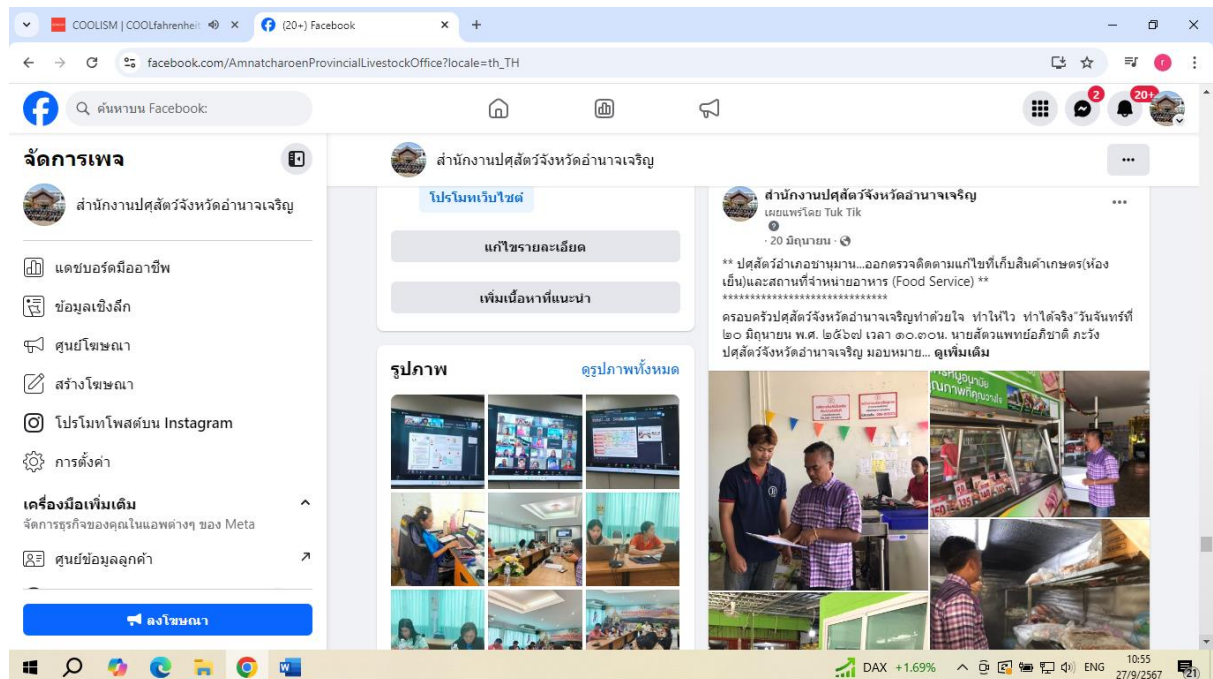 COOLISM | COOLfahrenheit
(20+) Facebook
facebook.com/AmnatcharoenProvincialLivestockOffice?locale=th_TH
r
ค้นหาบน Facebook:
2
20+
จัดการเพจ
สำนักงานปศุสัตว์จังหวัดอำนาจเจริญ
แดชบอร์ดมืออาชีพ
ข้อมูลเชิงลึก
ศูนย์โฆษณา
สร้างโฆษณา
โปรโมทโพสต์บน Instagram
การตั้งค่า
เครื่องมือเพิ่มเติม
จัดการธุรกิจของคุณในแอพต่างๆ ของ Meta
ศูนย์ข้อมูลลูกค้า
ลงโฆษณา
สำนักงานปศุสัตว์จังหวัดอำนาจเจริญ
โปรโมทเว็บไซต์
แก้ไขรายละเอียด
เพิ่มเนื้อหาที่แนะนำ
รูปภาพ
ดูรูปภาพทั้งหมด
สำนักงานปศุสัตว์จังหวัดอำนาจเจริญ
เผยแพร่โดย Tuk Tik
· 20 มิถุนายน ·
** ปศุสัตว์อำเภอชานุมาน...ออกตรวจติดตามแก้ไขที่เก็บสินค้าเกษตร(ห้อง
เย็น)และสถานที่จำหน่ายอาหาร (Food Service) **
******************************
ครอบครัวปศุสัตว์จังหวัดอำนาจเจริญทำด้วยใจ ทำให้ไว ทำได้จริง"วันจันทร์ที่
๒๐ มิถุนายน พ.ศ. ๒๕๖๗ เวลา ๑๐.๓๐น. นายสัตวแพทย์อภิชาติ ภะวัง
ปศุสัตว์จังหวัดอำนาจเจริญ มอบหมาย... ดูเพิ่มเติม
DAX +1.69%
ENG
10:55
27/9/2567
21